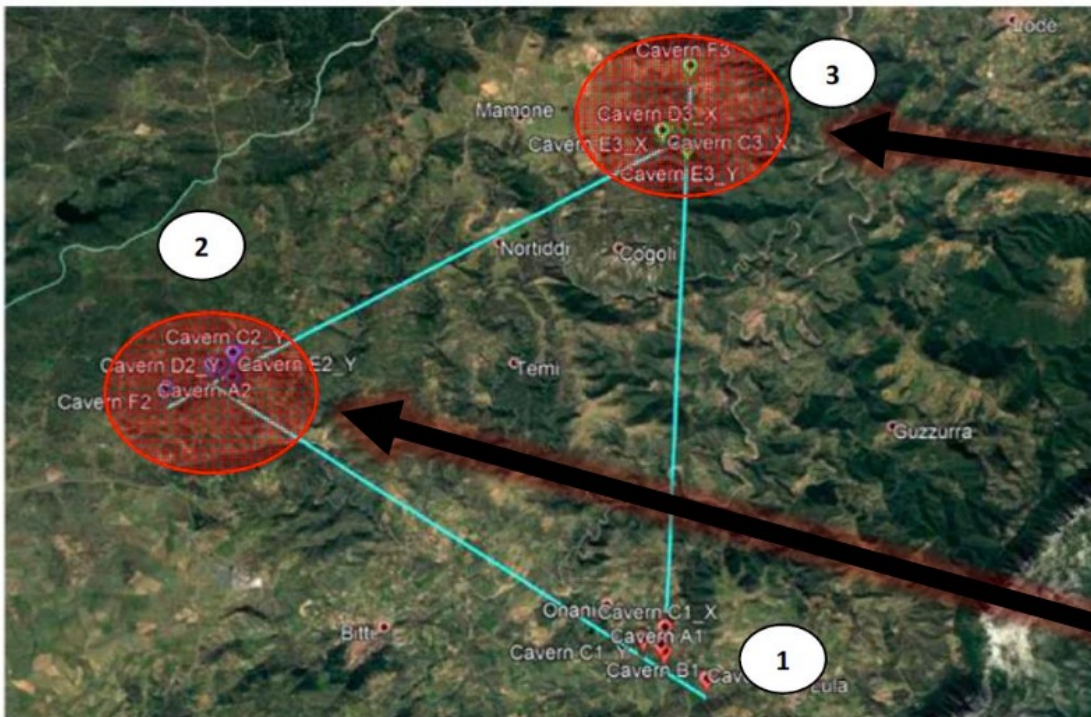 Lode
Cavern F3
3
Mamone
Cavern D3_X
Cavern E3_X
Cavern C3_X
Cavern E3_Y
2
Nortiddi
Cogoli
Cavern C2_Y
Cavern D2_Y
Cavern E2_Y
Temi
Cavern A2
Cavern F2
Guzzurra
Onani
Cavern C1_X
Bitti
Cavern A1
Cavern C1_Y
Cavern B1
1